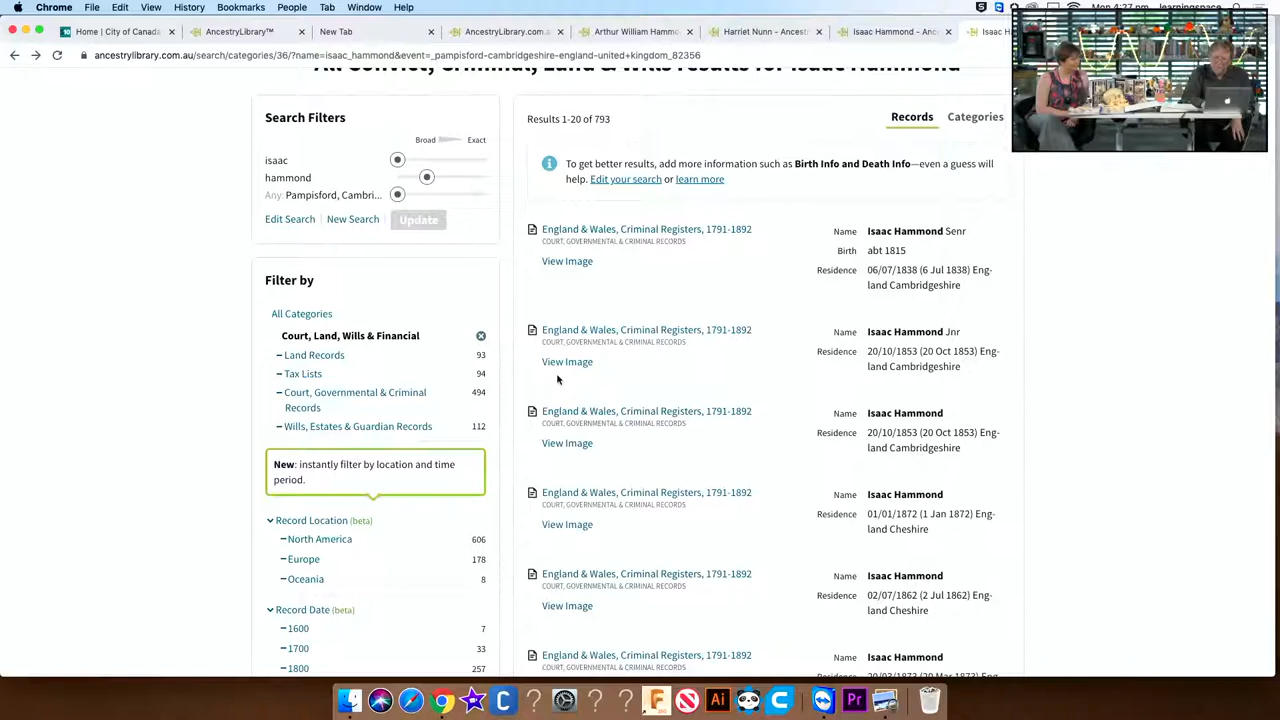 Chrome File Edit View History Bookmarks People Tab Window Help
Mon 4:27 pm learningspace
10 Home | City of Canada
AncestryLibrary™
New Tab
AncestryLibrary.co
Arthur William Hammo
Harriet Nunn - Ancest
Isaac Hammond - Anc
Isaac H
ancestrylibrary.com.au/search/categories/36/?name=isaac_hammond&event=_pampisford-cambridgeshire-england-united+kingdom_82356
Search Filters
Broad Exact
isaac
hammond
Any: Pampisford, Cambri...
Edit Search | New Search Update
Filter by
All Categories
Court, Land, Wills & Financial
Land Records 93
Tax Lists 94
Court, Governmental & Criminal 494
Records
Wills, Estates & Guardian Records 112
New: instantly filter by location and time
period.
Record Location (beta)
North America 606
Europe 178
Oceania 8
Record Date (beta)
1600 7
1700 33
1800 257
Results 1-20 of 793
Records Categories
To get better results, add more information such as Birth Info and Death Info—even a guess will
help. Edit your search or learn more
England & Wales, Criminal Registers, 1791-1892
COURT, GOVERNMENTAL & CRIMINAL RECORDS
View Image
Name Isaac Hammond Senr
Birth abt 1815
Residence 06/07/1838 (6 Jul 1838) Eng-
land Cambridgeshire
England & Wales, Criminal Registers, 1791-1892
COURT, GOVERNMENTAL & CRIMINAL RECORDS
View Image
Name Isaac Hammond Jnr
Residence 20/10/1853 (20 Oct 1853) Eng-
land Cambridgeshire
England & Wales, Criminal Registers, 1791-1892
COURT, GOVERNMENTAL & CRIMINAL RECORDS
View Image
Name Isaac Hammond
Residence 20/10/1853 (20 Oct 1853) Eng-
land Cambridgeshire
England & Wales, Criminal Registers, 1791-1892
COURT, GOVERNMENTAL & CRIMINAL RECORDS
View Image
Name Isaac Hammond
Residence 01/01/1872 (1 Jan 1872) Eng-
land Cheshire
England & Wales, Criminal Registers, 1791-1892
COURT, GOVERNMENTAL & CRIMINAL RECORDS
View Image
Name Isaac Hammond
Residence 02/07/1862 (2 Jul 1862) Eng-
land Cheshire
England & Wales, Criminal Registers, 1791-1892
COURT, GOVERNMENTAL & CRIMINAL RECORDS
Name Isaac Hammond
Ai
Pr